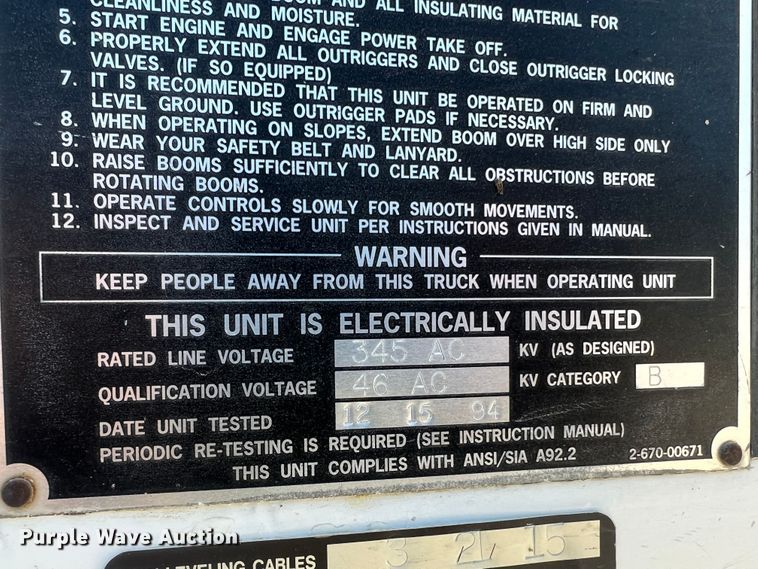 BOOM AND ALL INSULATING MATERIAL FOR
CLEANLINESS AND MOISTURE.
5. START ENGINE AND ENGAGE POWER TAKE OFF.
6. PROPERLY EXTEND ALL OUTRIGGERS AND CLOSE OUTRIGGER LOCKING
VALVES. (IF SO EQUIPPED)
7. IT IS RECOMMENDED THAT THIS UNIT BE OPERATED ON FIRM AND
LEVEL GROUND. USE OUTRIGGER PADS IF NECESSARY.
8. WHEN OPERATING ON SLOPES, EXTEND BOOM OVER HIGH SIDE ONLY
9. WEAR YOUR SAFETY BELT AND LANYARD.
10. RAISE BOOMS SUFFICIENTLY TO CLEAR ALL OBSTRUCTIONS BEFORE
ROTATING BOOMS.
11. OPERATE CONTROLS SLOWLY FOR SMOOTH MOVEMENTS.
12. INSPECT AND SERVICE UNIT PER INSTRUCTIONS GIVEN IN MANUAL.
WARNING
KEEP PEOPLE AWAY FROM THIS TRUCK WHEN OPERATING UNIT
THIS UNIT IS ELECTRICALLY INSULATED
RATED LINE VOLTAGE 345 AC KV (AS DESIGNED)
QUALIFICATION VOLTAGE 46 AC KV CATEGORY B
DATE UNIT TESTED 12 15 94
PERIODIC RE-TESTING IS REQUIRED (SEE INSTRUCTION MANUAL)
THIS UNIT COMPLIES WITH ANSI/SIA A92.2 2-670-00671
Purple Wave Auction
LEVELING CABLES 3 21 15